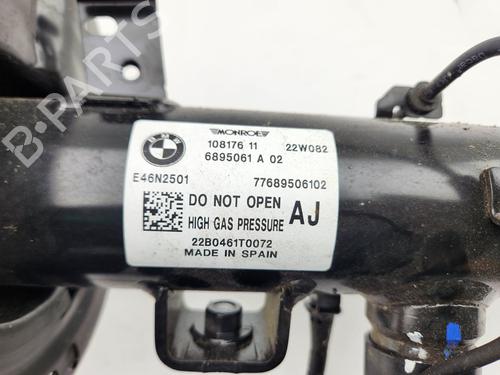 BMW MONROE
108176 11 22W082
6895061 A 02
E46N2501 77689506102
DO NOT OPEN
HIGH GAS PRESSURE AJ
22B0461T0072
MADE IN SPAIN